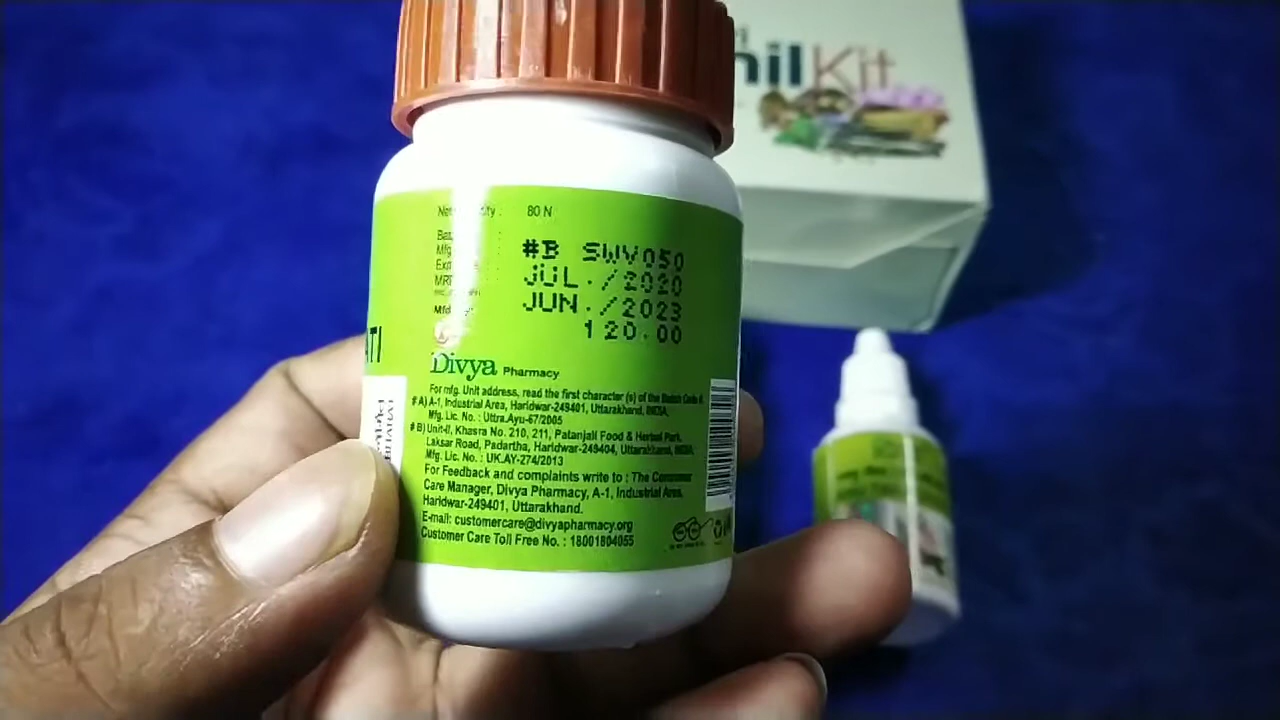 Kit
80 N
#B SWV050
JUL./2020
JUN./2023
120.00
Divya Pharmacy
For mfg. Unit address, read the first character (s) of the Batch Code #.
# A) A-1, Industrial Area, Haridwar-249401, Uttarakhand, INDIA,
Mfg. Lic. No. : Uttra.Ayu-67/2005
# B) Unit-II, Khasra No. 210, 211, Patanjali Food & Herbal Park,
Laksar Road, Padartha, Haridwar-249404, Uttarakhand, INDIA,
Mfg. Lic. No. : UK.AY-274/2013
For Feedback and complaints write to : The Consumer
Care Manager, Divya Pharmacy, A-1, Industrial Area,
Haridwar-249401, Uttarakhand.
E-mail: customercare@divyapharmacy.org
Customer Care Toll Free No. : 18001804055